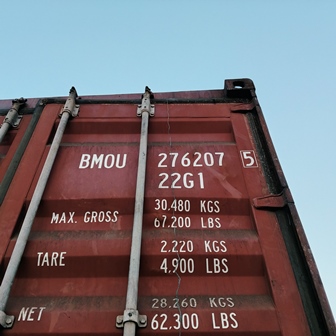 BMOU 276207 5
22G1
MAX. GROSS 30.480 KGS
67.200 LBS
TARE 2.220 KGS
4.900 LBS
NET 28.260 KGS
62,300 LBS